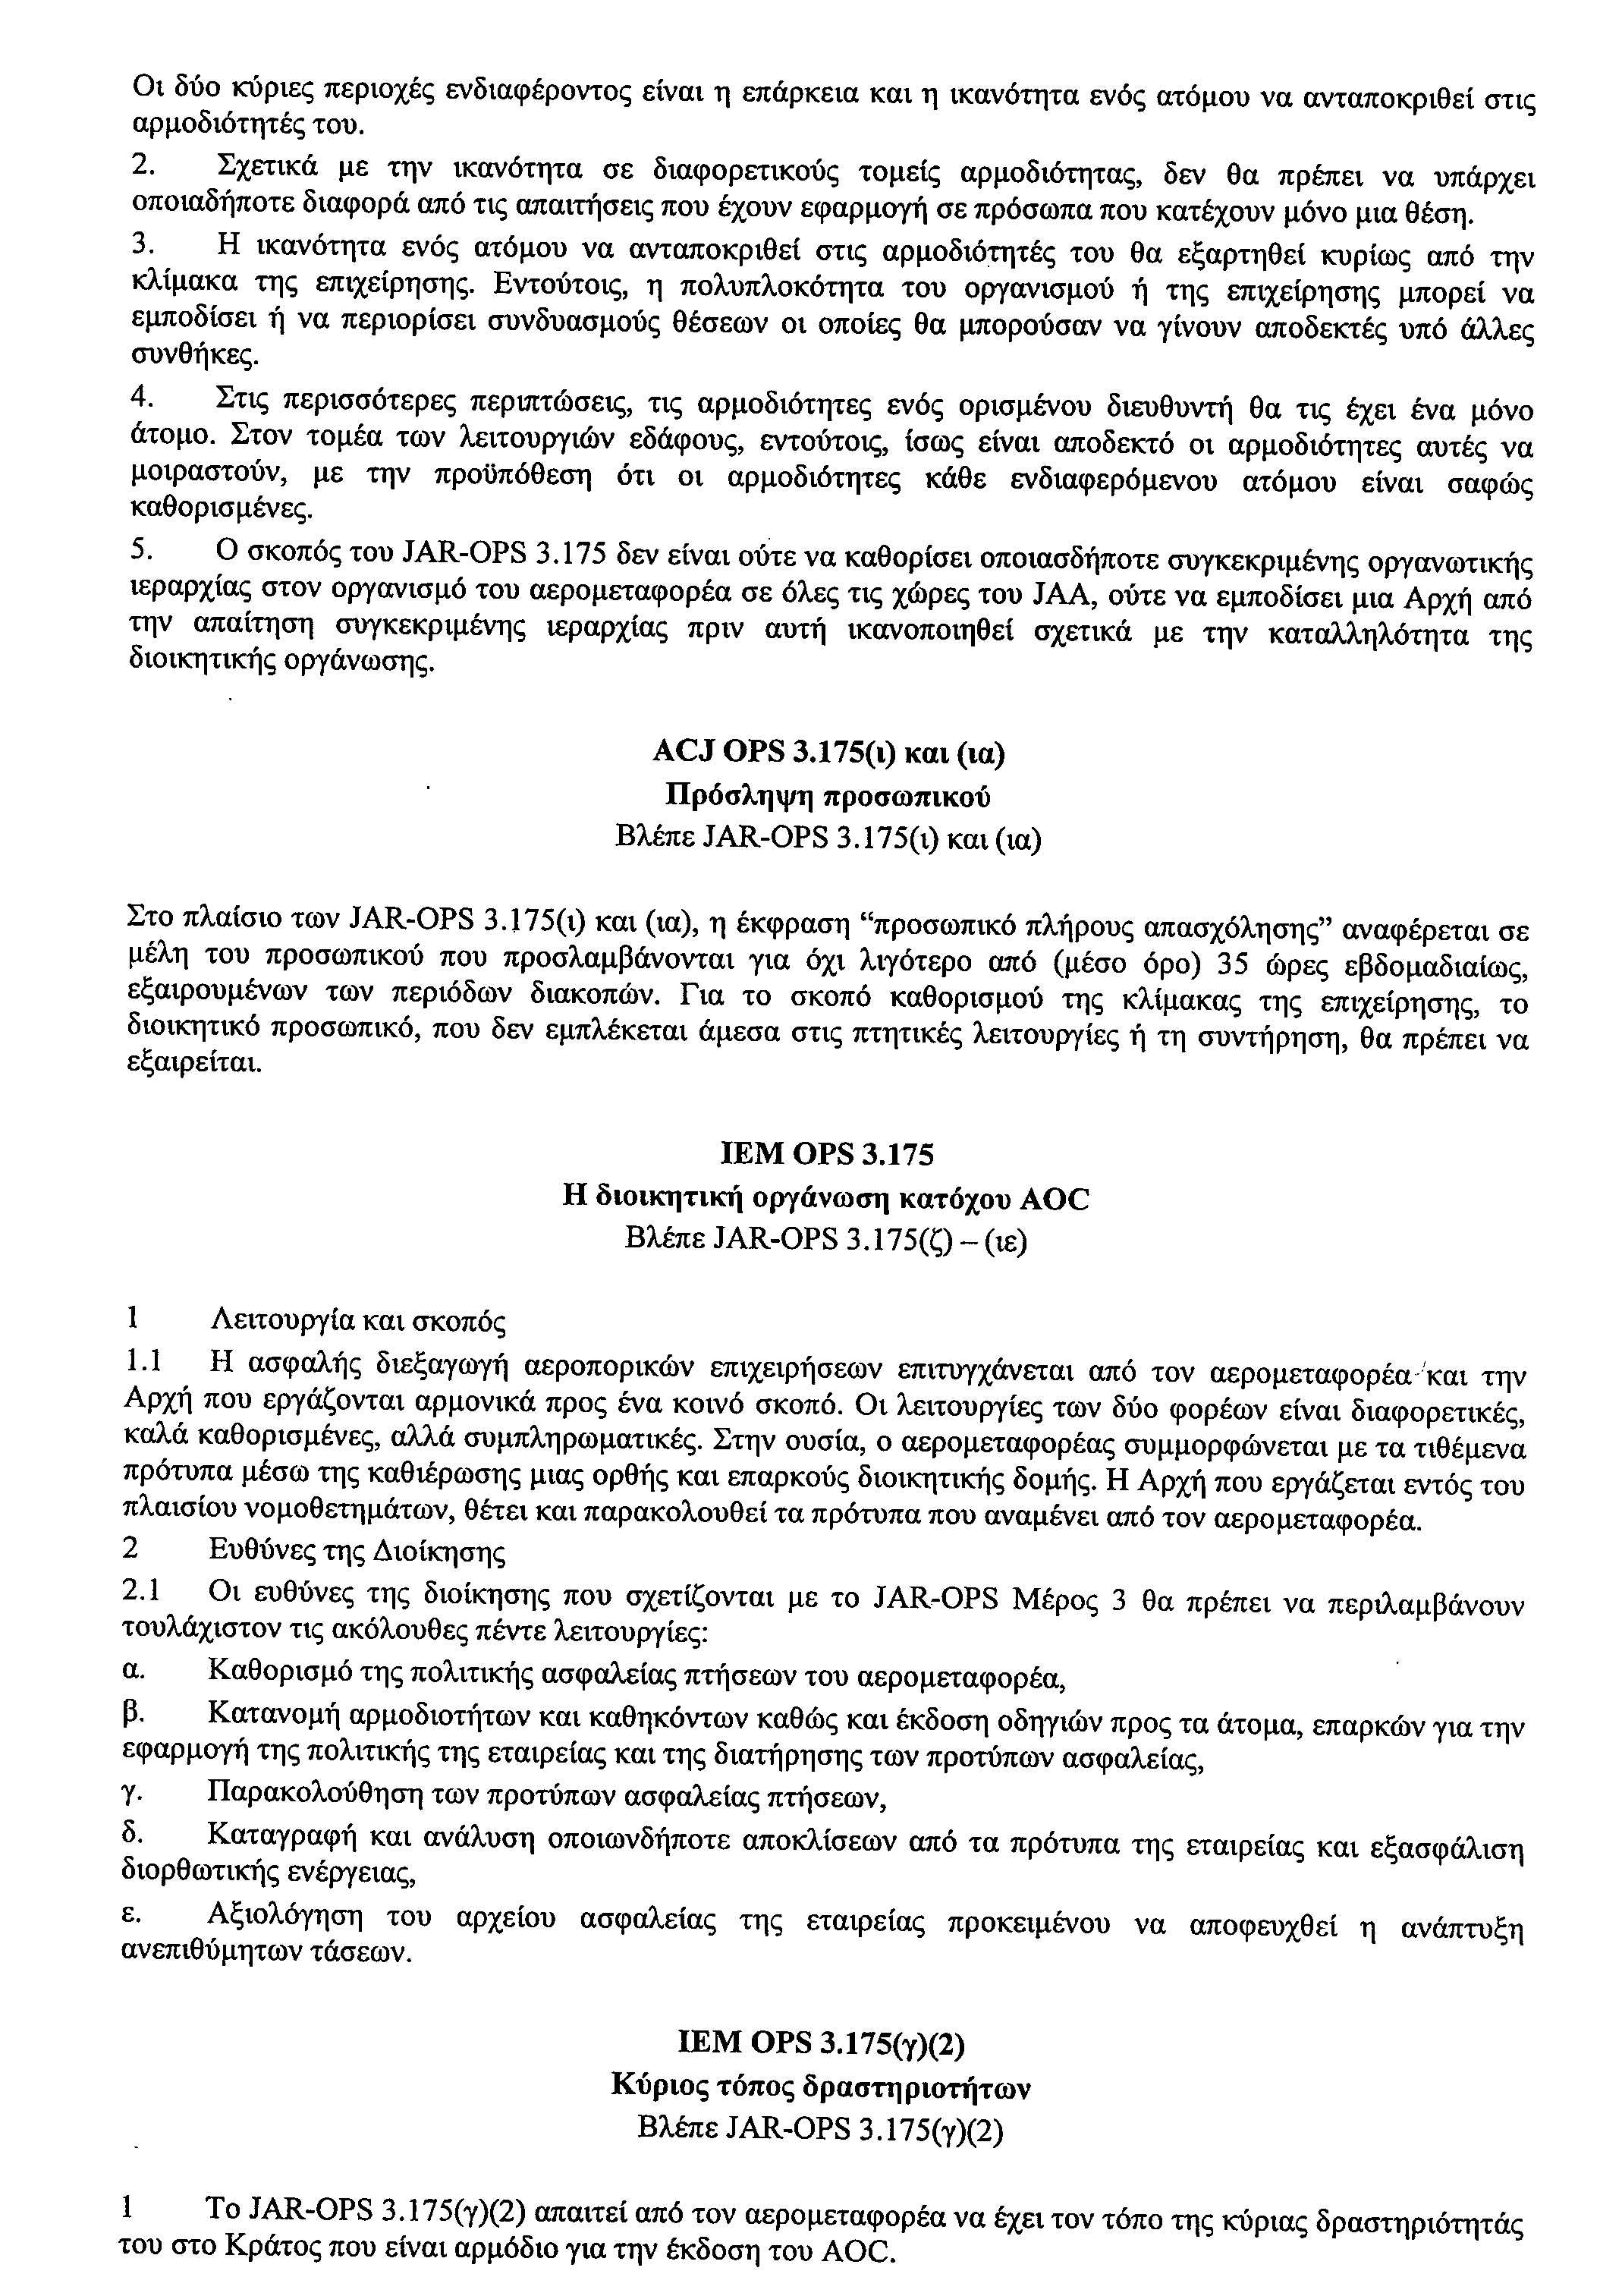 Οι δύο κύριες περιοχές ενδιαφέροντος είναι η επάρκεια και η ικανότητα ενός ατόμου να ανταποκριθεί στις
αρμοδιότητές του.
2. Σχετικά με την ικανότητα σε διαφορετικούς τομείς αρμοδιότητας, δεν θα πρέπει να υπάρχει
οποιαδήποτε διαφορά από τις απαιτήσεις που έχουν εφαρμογή σε πρόσωπα που κατέχουν μόνο μια θέση.
3. Η ικανότητα ενός ατόμου να ανταποκριθεί στις αρμοδιότητές του θα εξαρτηθεί κυρίως από την
κλίμακα της επιχείρησης. Εντούτοις, η πολυπλοκότητα του οργανισμού ή της επιχείρησης μπορεί να
εμποδίσει ή να περιορίσει συνδυασμούς θέσεων οι οποίες θα μπορούσαν να γίνουν αποδεκτές υπό άλλες
συνθήκες.
4. Στις περισσότερες περιπτώσεις, τις αρμοδιότητες ενός ορισμένου διευθυντή θα τις έχει ένα μόνο
άτομο. Στον τομέα των λειτουργιών εδάφους, εντούτοις, ίσως είναι αποδεκτό οι αρμοδιότητες αυτές να
μοιραστούν, με την προϋπόθεση ότι οι αρμοδιότητες κάθε ενδιαφερόμενου ατόμου είναι σαφώς
καθορισμένες.
5. Ο σκοπός του JAR-OPS 3.175 δεν είναι ούτε να καθορίσει οποιασδήποτε συγκεκριμένης οργανωτικής
ιεραρχίας στον οργανισμό του αερομεταφορέα σε όλες τις χώρες του JAA, ούτε να εμποδίσει μια Αρχή από
την απαίτηση συγκεκριμένης ιεραρχίας πριν αυτή ικανοποιηθεί σχετικά με την καταλληλότητα της
διοικητικής οργάνωσης.
ACJ OPS 3.175(ι) και (ια)
Πρόσληψη προσωπικού
Βλέπε JAR-OPS 3.175(ι) και (ια)
Στο πλαίσιο των JAR-OPS 3.175(ι) και (ια), η έκφραση “προσωπικό πλήρους απασχόλησης” αναφέρεται σε
μέλη του προσωπικού που προσλαμβάνονται για όχι λιγότερο από (μέσο όρο) 35 ώρες εβδομαδιαίως,
εξαιρουμένων των περιόδων διακοπών. Για το σκοπό καθορισμού της κλίμακας της επιχείρησης, το
διοικητικό προσωπικό, που δεν εμπλέκεται άμεσα στις πτητικές λειτουργίες ή τη συντήρηση, θα πρέπει να
εξαιρείται.
IEM OPS 3.175
Η διοικητική οργάνωση κατόχου AOC
Βλέπε JAR-OPS 3.175(ζ) – (ιε)
1 Λειτουργία και σκοπός
1.1 Η ασφαλής διεξαγωγή αεροπορικών επιχειρήσεων επιτυγχάνεται από τον αερομεταφορέα και την
Αρχή που εργάζονται αρμονικά προς ένα κοινό σκοπό. Οι λειτουργίες των δύο φορέων είναι διαφορετικές,
καλά καθορισμένες, αλλά συμπληρωματικές. Στην ουσία, ο αερομεταφορέας συμμορφώνεται με τα τιθέμενα
πρότυπα μέσω της καθιέρωσης μιας ορθής και επαρκούς διοικητικής δομής. Η Αρχή που εργάζεται εντός του
πλαισίου νομοθετημάτων, θέτει και παρακολουθεί τα πρότυπα που αναμένει από τον αερομεταφορέα.
2 Ευθύνες της Διοίκησης
2.1 Οι ευθύνες της διοίκησης που σχετίζονται με το JAR-OPS Μέρος 3 θα πρέπει να περιλαμβάνουν
τουλάχιστον τις ακόλουθες πέντε λειτουργίες:
α. Καθορισμό της πολιτικής ασφαλείας πτήσεων του αερομεταφορέα,
β. Κατανομή αρμοδιοτήτων και καθηκόντων καθώς και έκδοση οδηγιών προς τα άτομα, επαρκών για την
εφαρμογή της πολιτικής της εταιρείας και της διατήρησης των προτύπων ασφαλείας,
γ. Παρακολούθηση των προτύπων ασφαλείας πτήσεων,
δ. Καταγραφή και ανάλυση οποιωνδήποτε αποκλίσεων από τα πρότυπα της εταιρείας και εξασφάλιση
διορθωτικής ενέργειας,
ε. Αξιολόγηση του αρχείου ασφαλείας της εταιρείας προκειμένου να αποφευχθεί η ανάπτυξη
ανεπιθύμητων τάσεων.
IEM OPS 3.175(γ)(2)
Κύριος τόπος δραστηριοτήτων
Βλέπε JAR-OPS 3.175(γ)(2)
1 Το JAR-OPS 3.175(γ)(2) απαιτεί από τον αερομεταφορέα να έχει τον τόπο της κύριας δραστηριότητάς
του στο Κράτος που είναι αρμόδιο για την έκδοση του AOC.